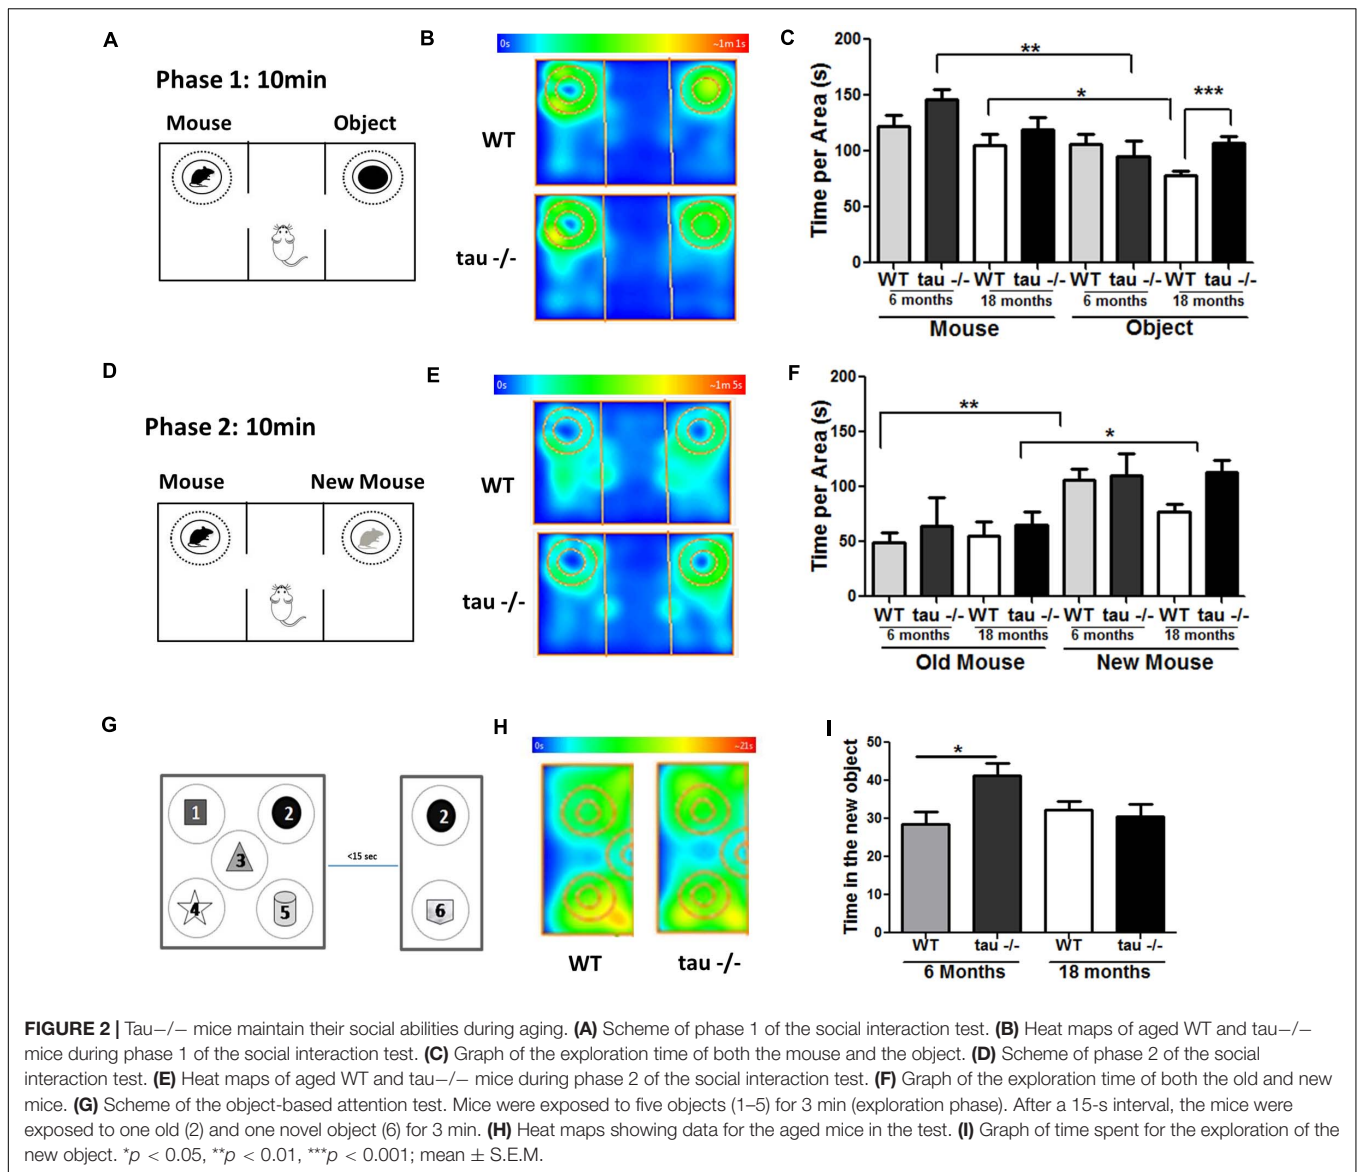 A
Phase 1: 10min
Mouse Object
B
0s ~1m 1s
WT
tau -/-
C
Time per Area (s)
200
150
100
50
0
** * ***
WT tau -/- WT tau -/- WT tau -/- WT tau -/-
6 months 18 months 6 months 18 months
Mouse Object
D
Phase 2: 10min
Mouse New Mouse
E
0s ~1m 5s
WT
tau -/-
F
Time per Area (s)
200
150
100
50
0
** *
WT tau -/- WT tau -/- WT tau -/- WT tau -/-
6 months 18 months 6 months 18 months
Old Mouse New Mouse
G
1 2
3
4 5
<15 sec
2
6
H
0s ~21s
WT tau -/-
I
Time in the new object
50
40
30
20
10
0
*
WT tau -/- WT tau -/-
6 Months 18 months
FIGURE 2 | Tau−/− mice maintain their social abilities during aging. (A) Scheme of phase 1 of the social interaction test. (B) Heat maps of aged WT and tau−/−
mice during phase 1 of the social interaction test. (C) Graph of the exploration time of both the mouse and the object. (D) Scheme of phase 2 of the social
interaction test. (E) Heat maps of aged WT and tau−/− mice during phase 2 of the social interaction test. (F) Graph of the exploration time of both the old and new
mice. (G) Scheme of the object-based attention test. Mice were exposed to five objects (1–5) for 3 min (exploration phase). After a 15-s interval, the mice were
exposed to one old (2) and one novel object (6) for 3 min. (H) Heat maps showing data for the aged mice in the test. (I) Graph of time spent for the exploration of the
new object. *p < 0.05, **p < 0.01, ***p < 0.001; mean ± S.E.M.